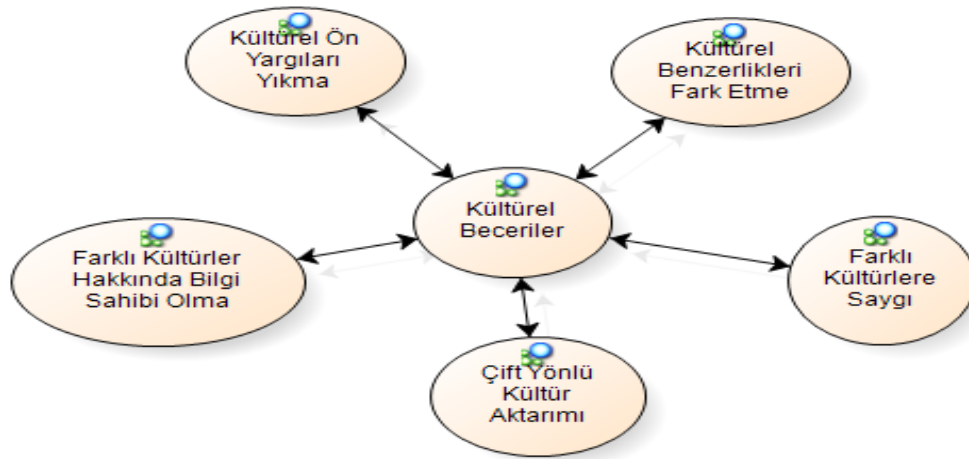 Kültürel Ön
Yargıları
Yıkma
Kültürel
Benzerlikleri
Fark Etme
Kültürel
Beceriler
Farklı Kültürler
Hakkında Bilgi
Sahibi Olma
Farklı
Kültürlere
Saygı
Çift Yönlü
Kültür
Aktarımı